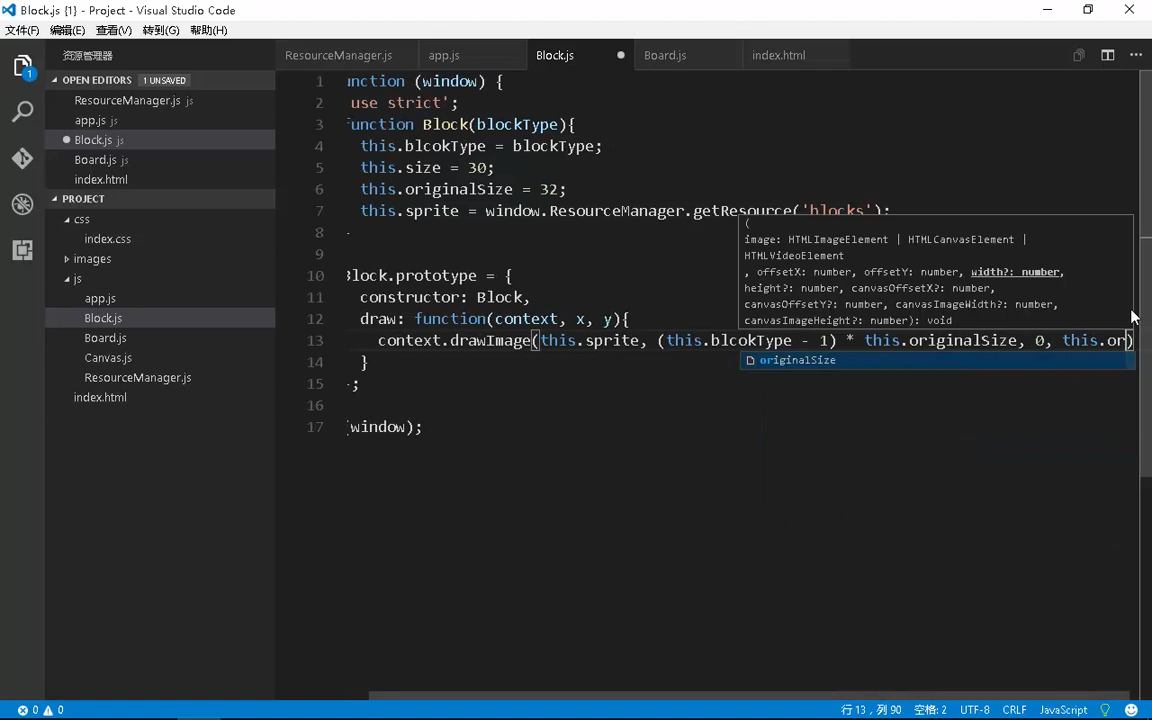 Block.js {1} - Project - Visual Studio Code
文件(F) 编辑(E) 查看(V) 转到(G) 帮助(H)
资源管理器
ResourceManager.js
app.js
Block.js
Board.js
index.html
OPEN EDITORS 1 UNSAVED
ResourceManager.js js
app.js js
Block.js js
Board.js js
index.html
PROJECT
css
index.css
images
js
app.js
Block.js
Board.js
Canvas.js
ResourceManager.js
index.html
1 unction (window) {
2 use strict';
3 function Block(blockType){
4 this.blcokType = blockType;
5 this.size = 30;
6 this.originalSize = 32;
7 this.sprite = window.ResourceManager.getResource('blocks');
8
9
10 Block.prototype = {
11 constructor: Block,
12 draw: function(context, x, y){
13 context.drawImage(this.sprite, (this.blcokType - 1) * this.originalSize, 0, this.or)
14 }
15 ;
16
17 (window);
(
image: HTMLImageElement | HTMLCanvasElement |
HTMLVideoElement
, offsetX: number, offsetY: number, width?: number,
height?: number, canvasOffsetX?: number,
canvasOffsetY?: number, canvasImageWidth?: number,
canvasImageHeight?: number): void
originalSize
1
0 0 行 13，列 90 空格: 2 UTF-8 CRLF JavaScript